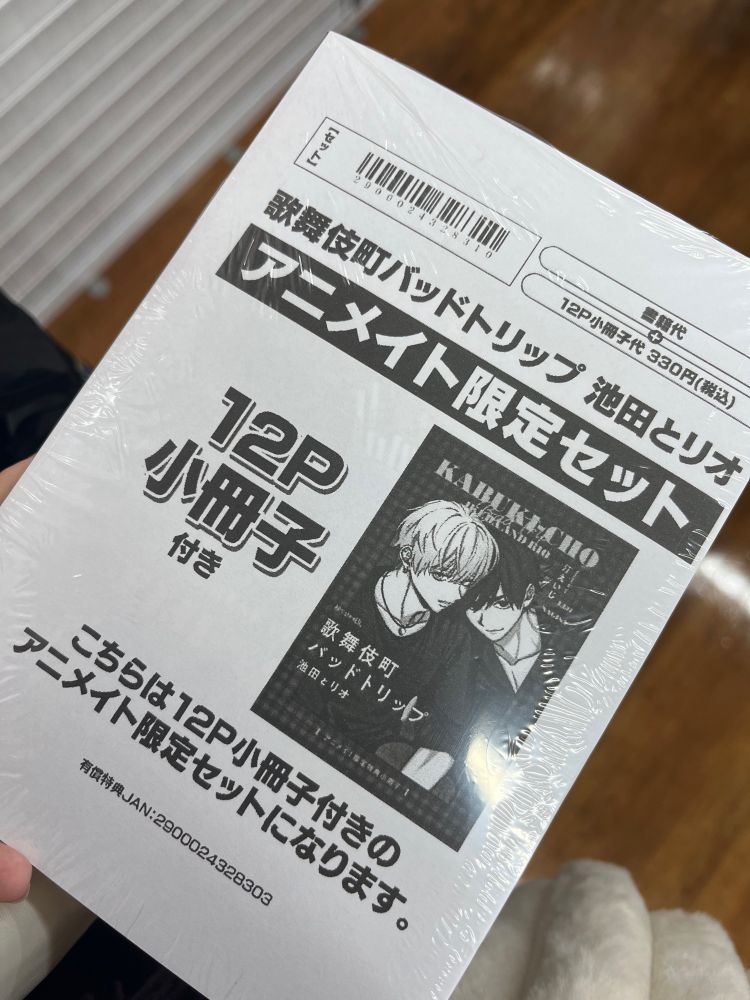 【セット】
2900024328310
書籍代
+
12P小冊子代 330円(税込)
歌舞伎町バッドトリップ 池田とリオ
アニメイト限定セット
12P
小冊子
付き
KABUKI-CHO
歌舞伎町
バッドトリップ
池田とリオ
こちらは12P小冊子付きの
アニメイト限定セットになります。
有償特典JAN:2900024328303